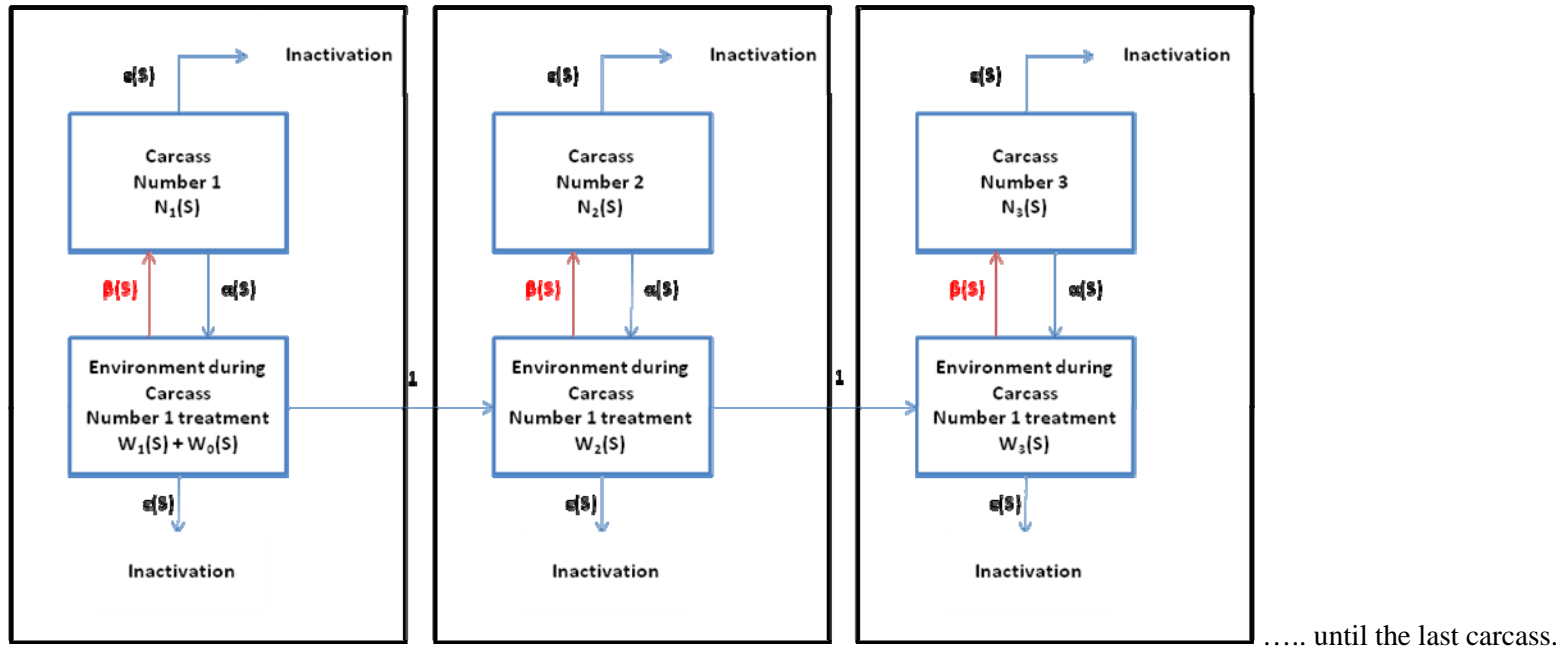 Inactivation
ε(S)
Carcass
Number 1
N₁(S)
β(S)
α(S)
Environment during
Carcass
Number 1 treatment
W₁(S) + W₀(S)
ε(S)
Inactivation
1
Inactivation
ε(S)
Carcass
Number 2
N₂(S)
β(S)
α(S)
Environment during
Carcass
Number 1 treatment
W₂(S)
ε(S)
Inactivation
1
Inactivation
ε(S)
Carcass
Number 3
N₃(S)
β(S)
α(S)
Environment during
Carcass
Number 1 treatment
W₃(S)
ε(S)
Inactivation
….. until the last carcass.